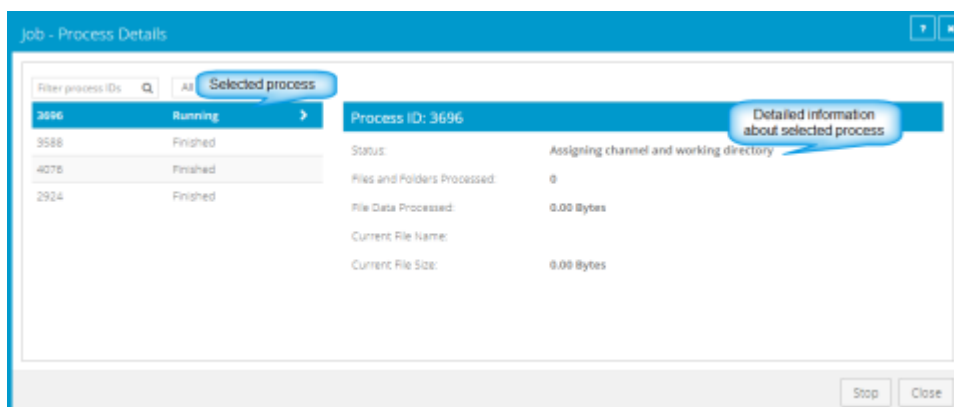 Job - Process Details
?
Filter process IDs
All
Selected process
3696 Running
Process ID: 3696
Detailed information
about selected process
3588 Finished
Status: Assigning channel and working directory
4076 Finished
Files and Folders Processed: 0
2924 Finished
File Data Processed: 0.00 Bytes
Current File Name:
Current File Size: 0.00 Bytes
Stop Close